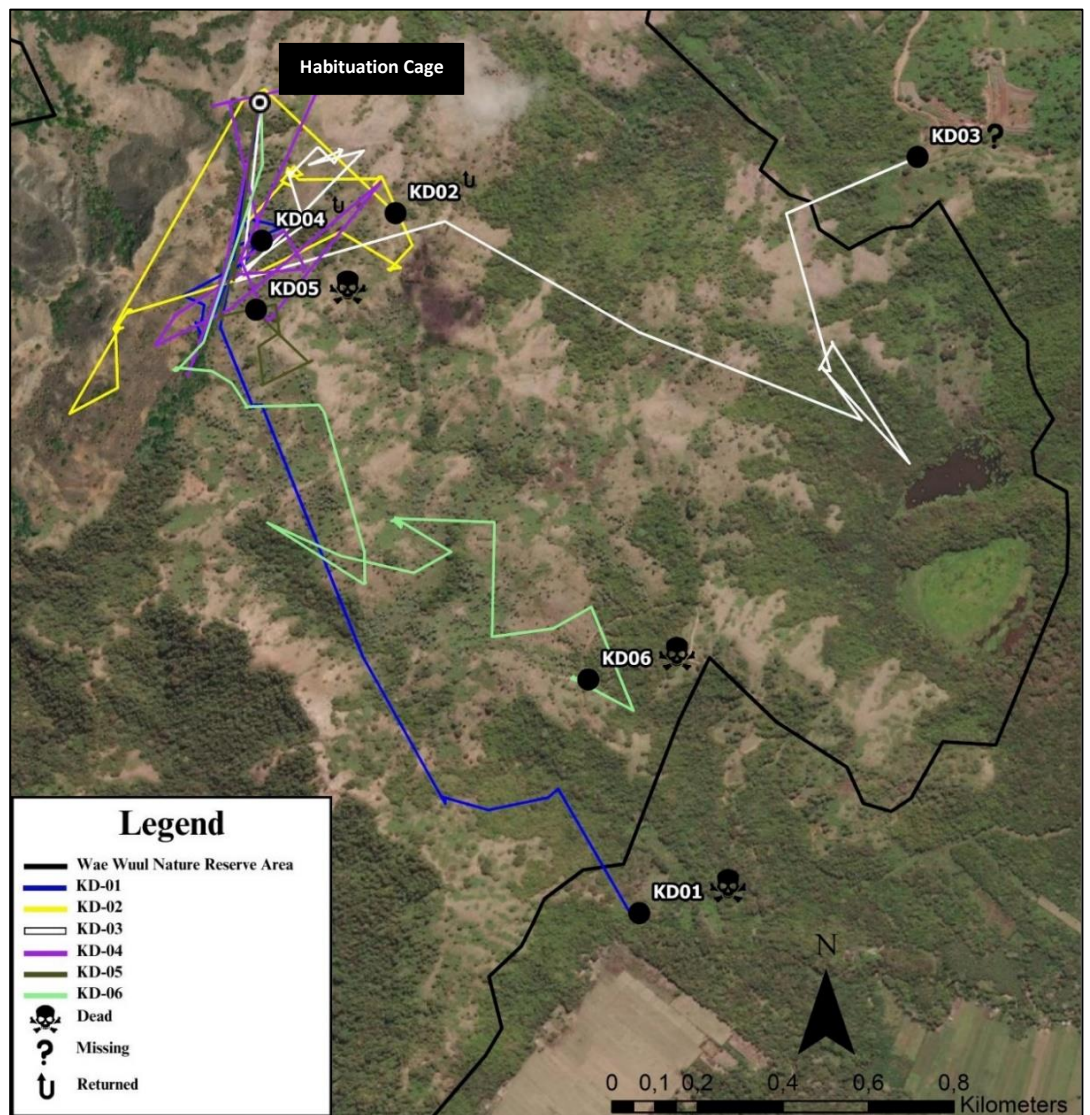 Habituation Cage
KD03
?
KD02
KD04
KD05
KD06
KD01
N
Legend
Wae Wuul Nature Reserve Area
KD-01
KD-02
KD-03
KD-04
KD-05
KD-06
Dead
? Missing
Returned
0 0,1 0,2 0,4 0,6 0,8
Kilometers